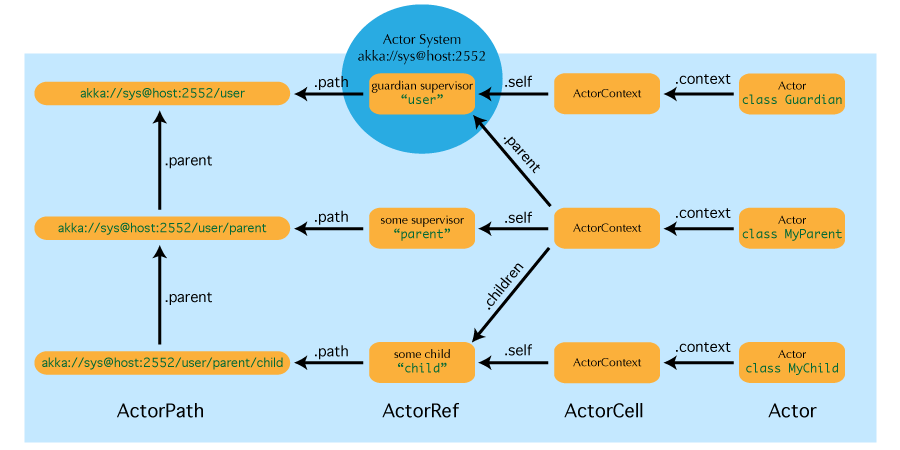 Actor System
akka://sys@host:2552
akka://sys@host:2552/user
.path
guardian supervisor
“user”
.self
ActorContext
.context
Actor
class Guardian
.parent
.parent
akka://sys@host:2552/user/parent
.path
some supervisor
“parent”
.self
ActorContext
.context
Actor
class MyParent
.parent
.children
akka://sys@host:2552/user/parent/child
.path
some child
“child”
.self
ActorContext
.context
Actor
class MyChild
ActorPath
ActorRef
ActorCell
Actor